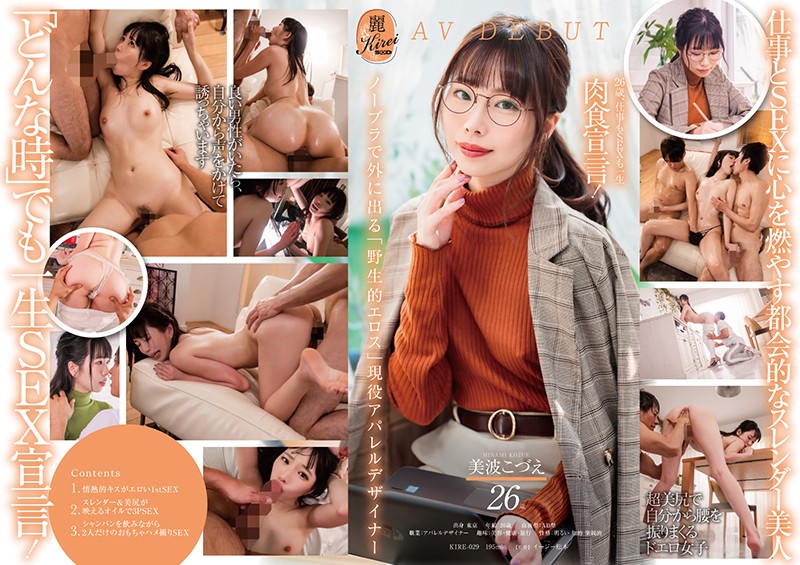 麗
Kirei
AV DEBUT
仕事とSEXに心を燃やす都会的なスレンダー美人
26歳、仕事もSEXも一生
肉食宣言!
ノーブラで外に出る「野生的エロス」現役アパレルデザイナー
MINAMI KOZUE
美波こづえ
26歳
KIRE-029
195min.
超美尻で
自分から腰を
振りまくる
ドエロ女子
良い男性がいたら、
自分から声をかけて
誘っちゃいます
「どんな時」でも一生SEX宣言!
Contents
1. 情熱的キスがエロい1stSEX
2. スレンダー&美尻が
映えるオイルで3PSEX
3. シャンパンを飲みながら
2人だけのおもちゃハメ撮りSEX